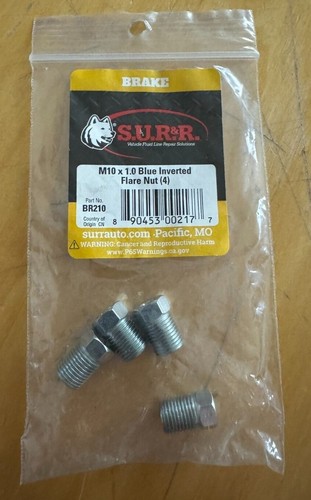 BRAKE
S.U.R.&R.
Vehicle Fluid Line Repair Solutions
M10 x 1.0 Blue Inverted
Flare Nut (4)
Part No.
BR210
Country of
Origin CN
8 90453 00217 7
surrauto.com -Pacific, MO
⚠ WARNING: Cancer and Reproductive Harm
www.P65Warnings.ca.gov